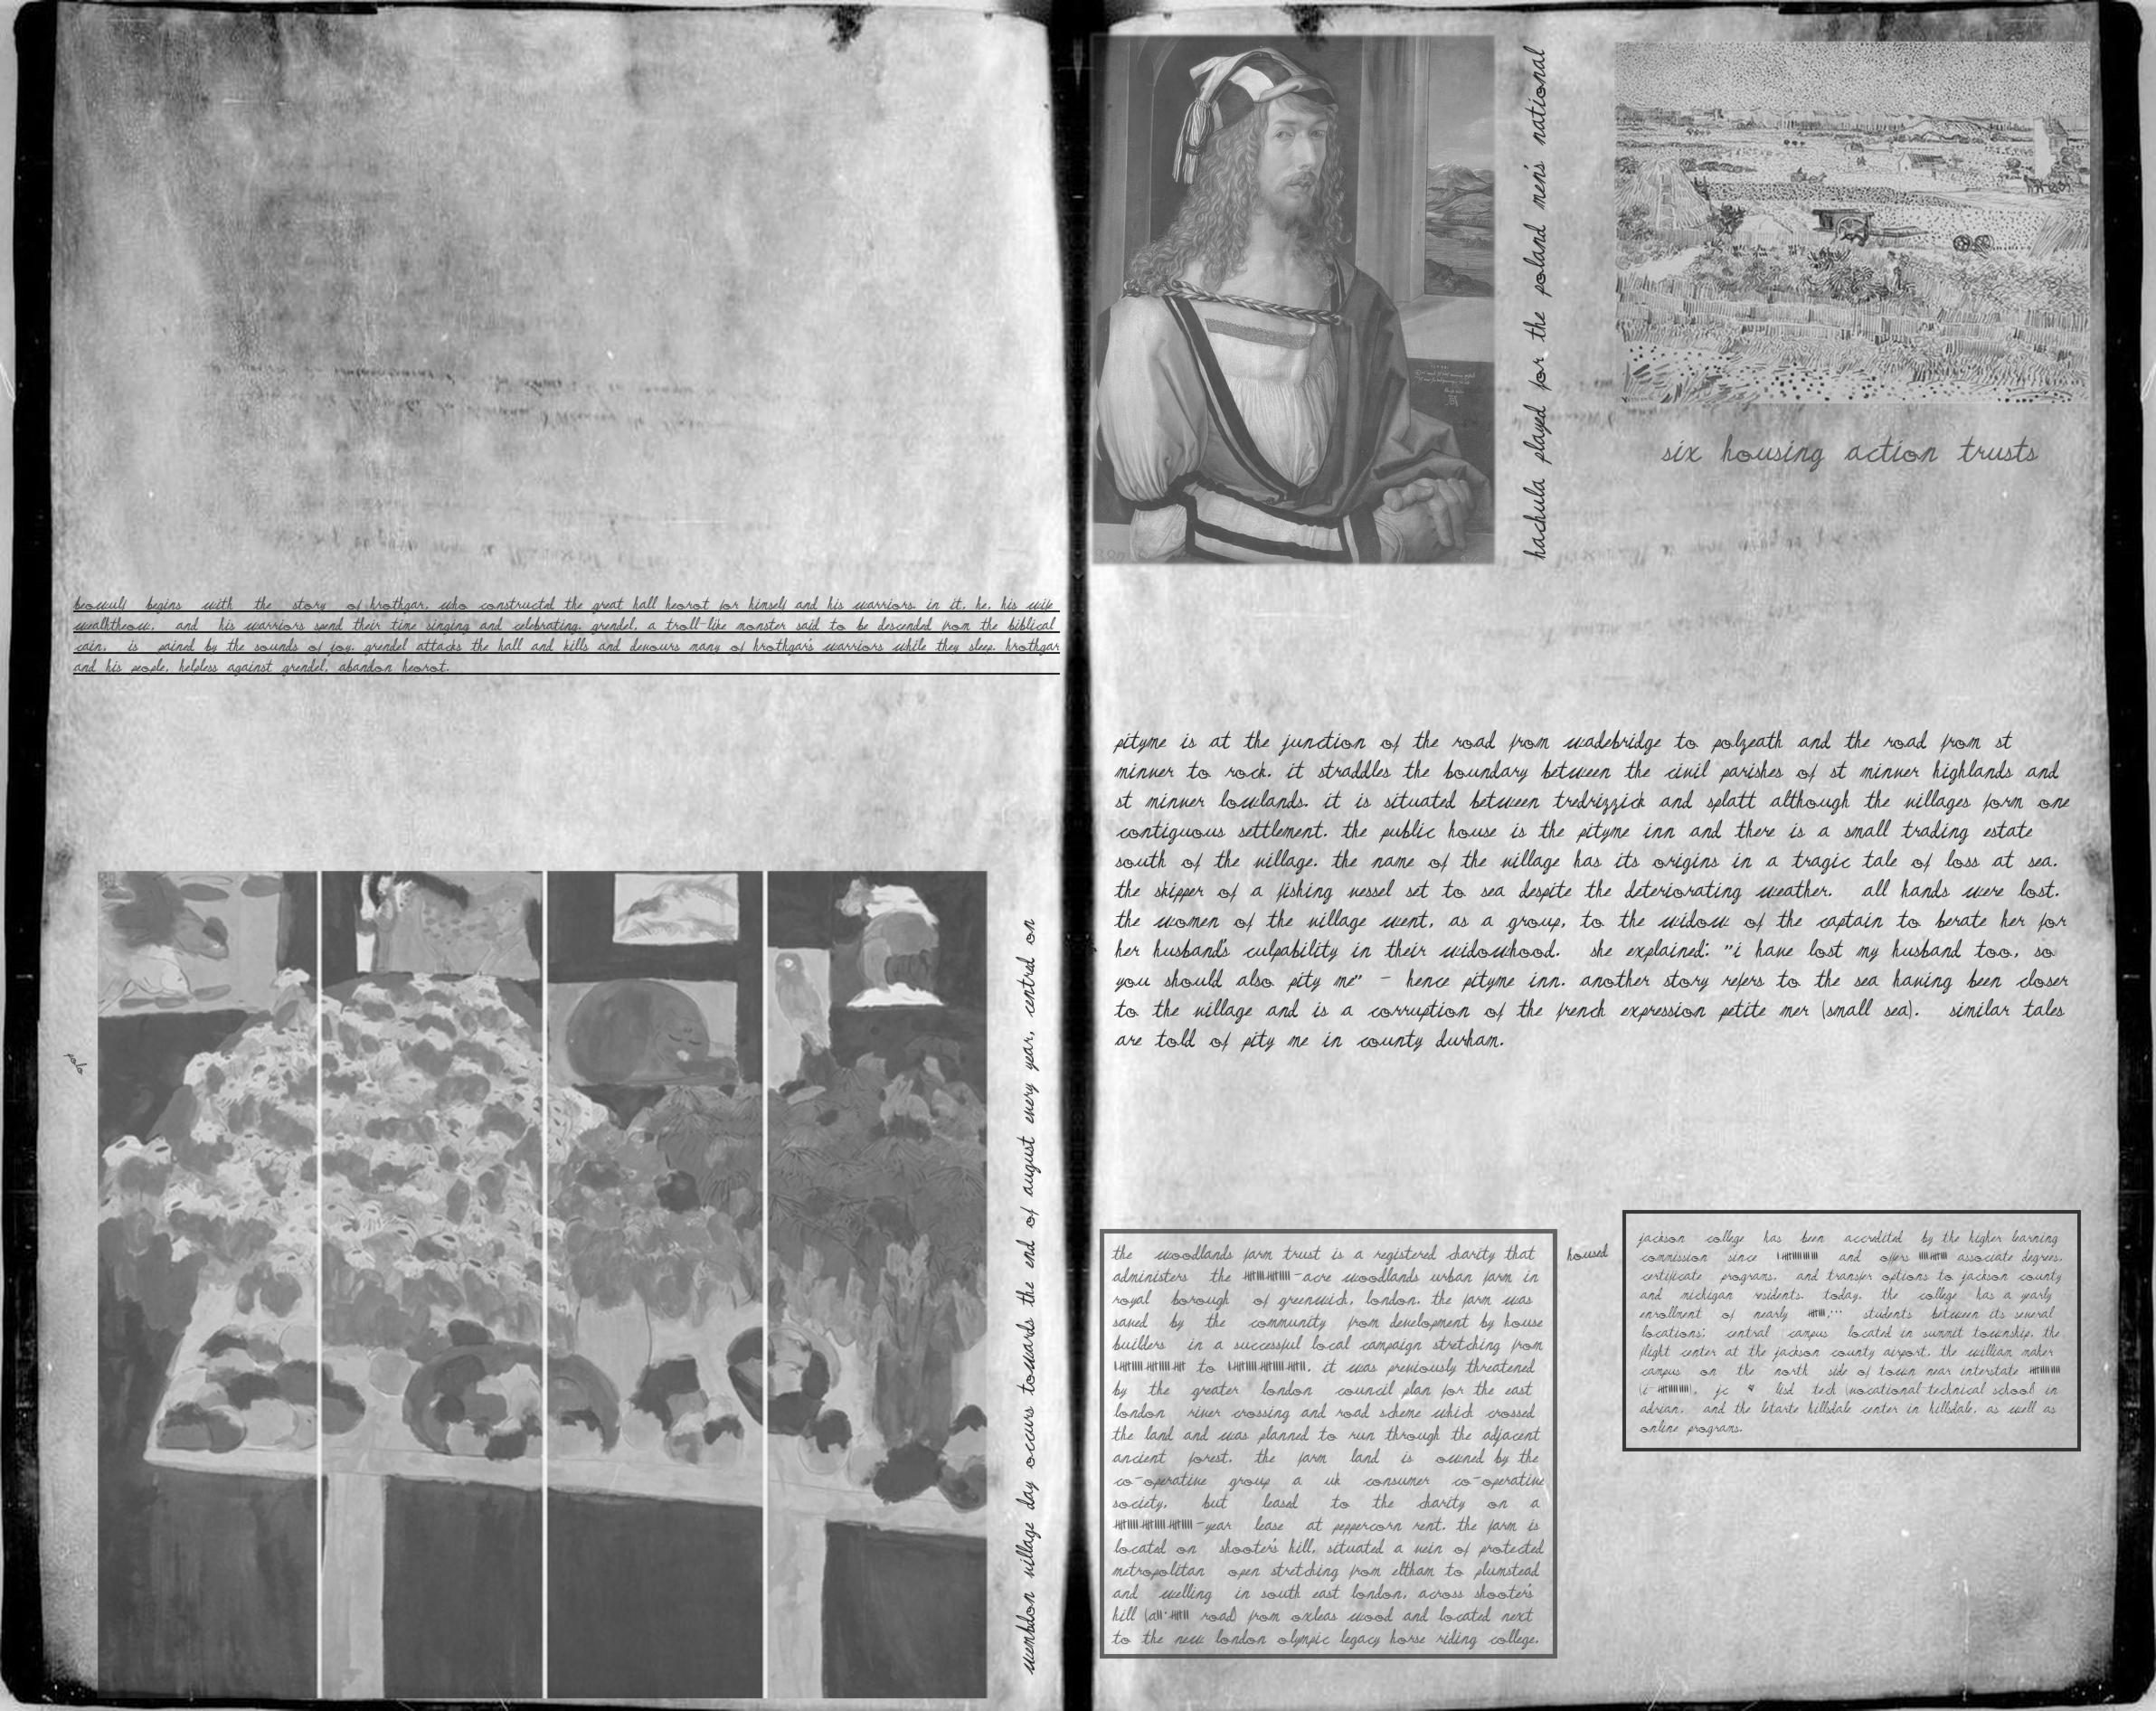 beowulf begins with the story of hrothgar, who constructed the great hall heorot for himself and his warriors. in it, he, his wife
wealhtheow, and his warriors spend their time singing and celebrating. grendel, a troll-like monster said to be descended from the biblical
cain, is pained by the sounds of joy. grendel attacks the hall and kills and devours many of hrothgar's warriors while they sleep. hrothgar
and his people, helpless against grendel, abandon heorot.
wembdon village day occurs towards the end of august every year, centred on
hachula played for the poland men's national
six housing action trusts
pityme is at the junction of the road from wadebridge to polzeath and the road from st
minver to rock. it straddles the boundary between the civil parishes of st minver highlands and
st minver lowlands. it is situated between tredrizzick and splatt although the villages form one
contiguous settlement. the public house is the pityme inn and there is a small trading estate
south of the village. the name of the village has its origins in a tragic tale of loss at sea.
the skipper of a fishing vessel set to sea despite the deteriorating weather. all hands were lost.
the women of the village went, as a group, to the widow of the captain to berate her for
her husband's culpability in their widowhood. she explained: "i have lost my husband too, so
you should also pity me" - hence pityme inn. another story refers to the sea having been closer
to the village and is a corruption of the french expression petite mer (small sea). similar tales
are told of pity me in county durham.
the woodlands farm trust is a registered charity that
administers the -acre woodlands urban farm in
royal borough of greenwich, london. the farm was
saved by the community from development by house
builders in a successful local campaign stretching from
to it was previously threatened
by the greater london council plan for the east
london river crossing and road scheme which crossed
the land and was planned to run through the adjacent
ancient forest. the farm land is owned by the
co-operative group a uk consumer co-operative
society, but leased to the charity on a
-year lease at peppercorn rent. the farm is
located on shooter's hill, situated a vein of protected
metropolitan open stretching from eltham to plumstead
and welling in south east london, across shooter's
hill road) from oxleas wood and located next
to the new london olympic legacy horse riding college.
housed
jackson college has been accredited by the higher learning
commission since and offers associate degrees,
certificate programs, and transfer options to jackson county
and michigan residents. today, the college has a yearly
enrollment of nearly students between its several
locations: central campus located in summit township, the
flight center at the jackson county airport, the william maher
campus on the north side of town near interstate
(i- ), jc @ lisd tech (vocational-technical school) in
adrian, and the letarte hillsdale center in hillsdale, as well as
online programs.